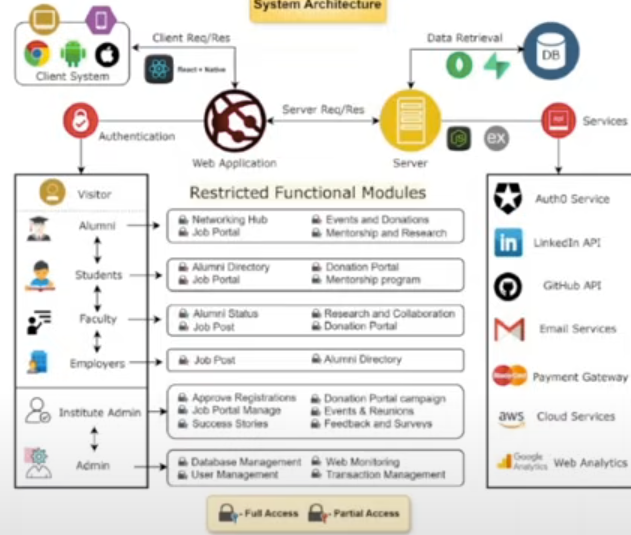 System Architecture
Client Req/Res
Data Retrieval
DB
Client System
React + Native
Server Req/Res
Services
Authentication
Web Application
Server
JS
ex
Visitor
Restricted Functional Modules
Alumni
Networking Hub
Events and Donations
Job Portal
Mentorship and Research
Students
Alumni Directory
Donation Portal
Job Portal
Mentorship program
Faculty
Alumni Status
Research and Collaboration
Job Post
Donation Portal
Employers
Job Post
Alumni Directory
Institute Admin
Approve Registrations
Donation Portal campaign
Job Portal Manage
Events & Reunions
Success Stories
Feedback and Surveys
Admin
Database Management
Web Monitoring
User Management
Transaction Management
Auth0 Service
in
LinkedIn API
GitHub API
Email Services
Payment Gateway
aws
Cloud Services
Google
Analytics
Web Analytics
- Full Access
- Partial Access